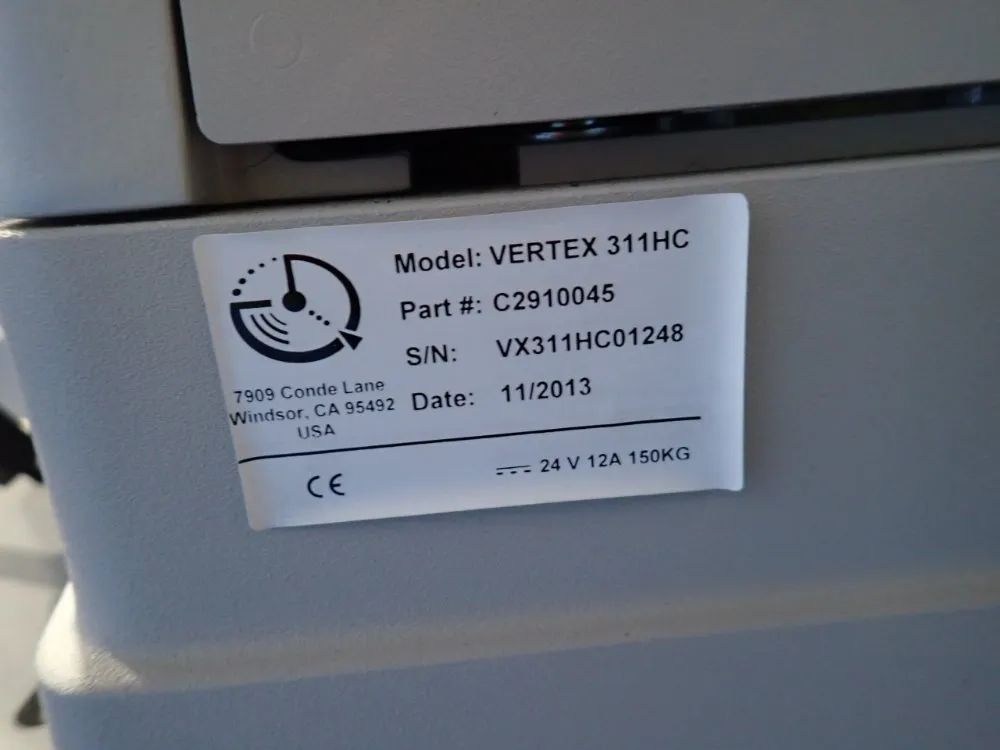 Model: VERTEX 311HC
Part #: C2910045
S/N: VX311HC01248
Date: 11/2013
7909 Conde Lane
Windsor, CA 95492
USA
CE
24 V 12A 150KG